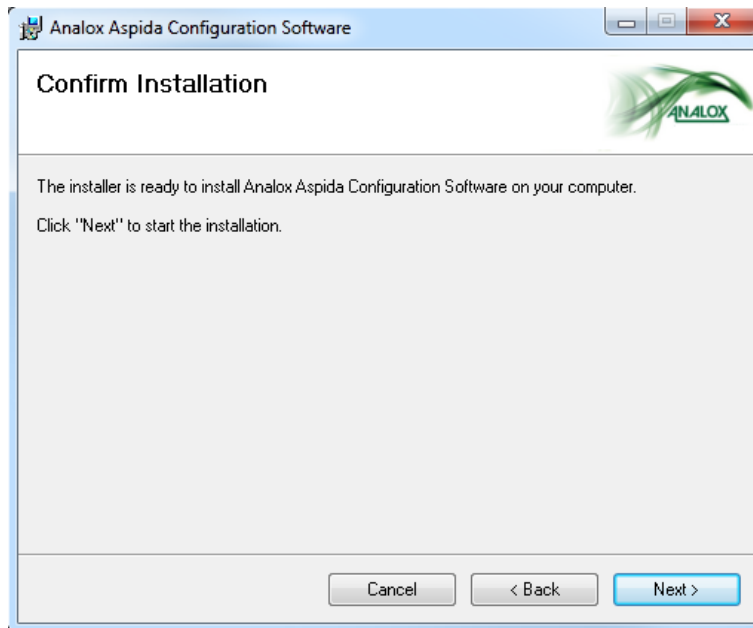 Analox Aspida Configuration Software
Confirm Installation
ANALOX
The installer is ready to install Analox Aspida Configuration Software on your computer.
Click "Next" to start the installation.
Cancel
< Back
Next >